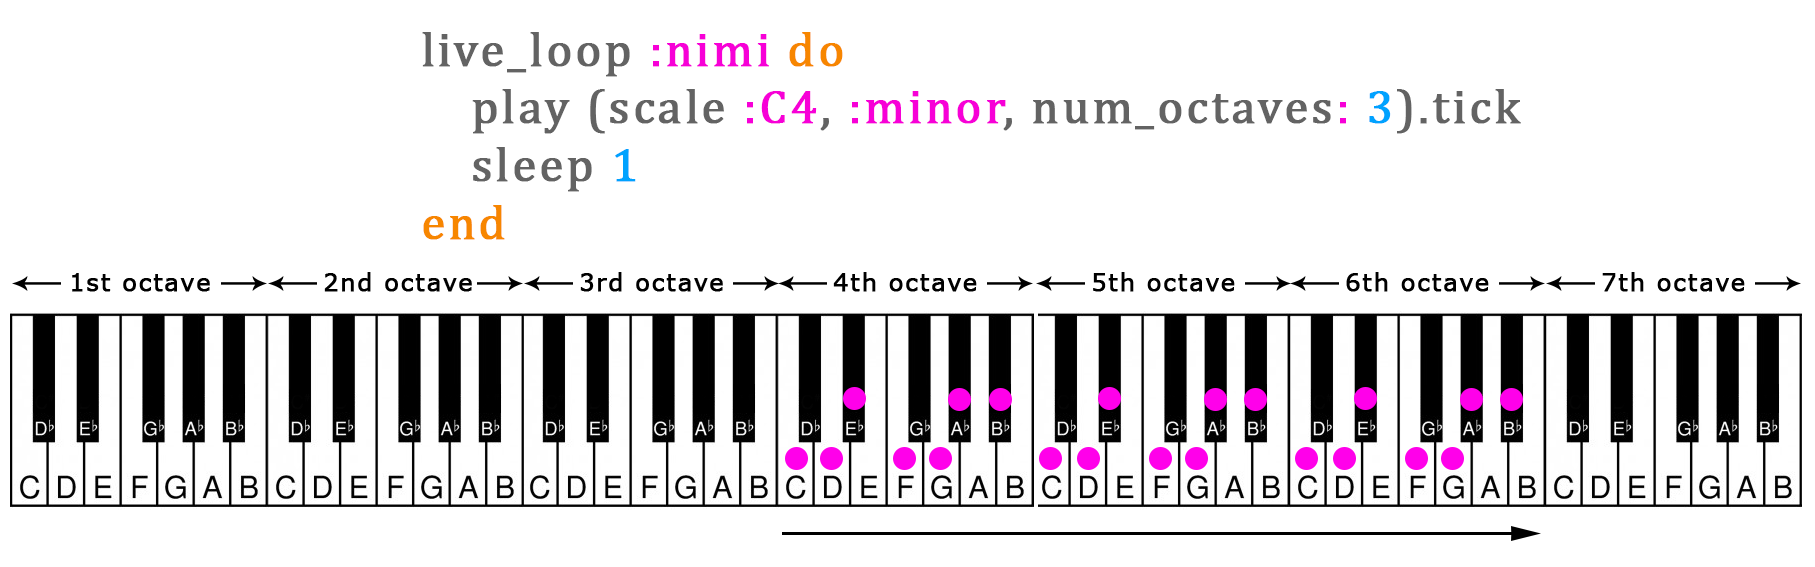 live_loop :nimi do
play (scale :C4, :minor, num_octaves: 3).tick
sleep 1
end
1st octave 2nd octave 3rd octave 4th octave 5th octave 6th octave 7th octave
D♭ E♭ G♭ A♭ B♭ D♭ E♭ G♭ A♭ B♭ D♭ E♭ G♭ A♭ B♭ D♭ E♭ G♭ A♭ B♭ D♭ E♭ G♭ A♭ B♭ D♭ E♭ G♭ A♭ B♭ D♭ E♭ G♭ A♭ B♭
C D E F G A B C D E F G A B C D E F G A B C D E F G A B C D E F G A B C D E F G A B C D E F G A B